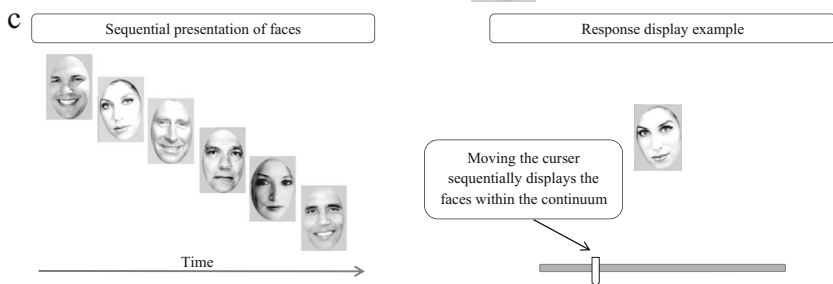 c
Sequential presentation of faces
Response display example
Moving the curser
sequentially displays the
faces within the continuum
Time